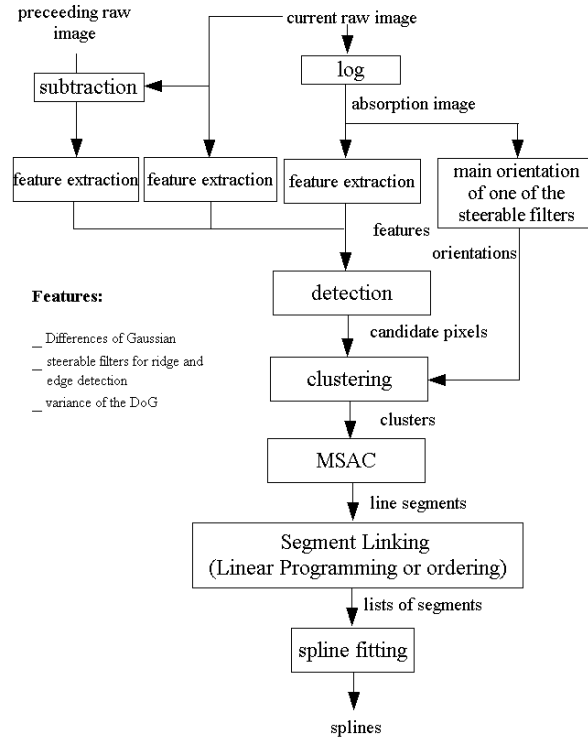 preceeding raw
image
current raw image
log
subtraction
absorption image
feature extraction
feature extraction
feature extraction
main orientation
of one of the
steerable filters
features
orientations
detection
Features:
_ Differences of Gaussian
_ steerable filters for ridge and
edge detection
_ variance of the DoG
candidate pixels
clustering
clusters
MSAC
line segments
Segment Linking
(Linear Programming or ordering)
lists of segments
spline fitting
splines